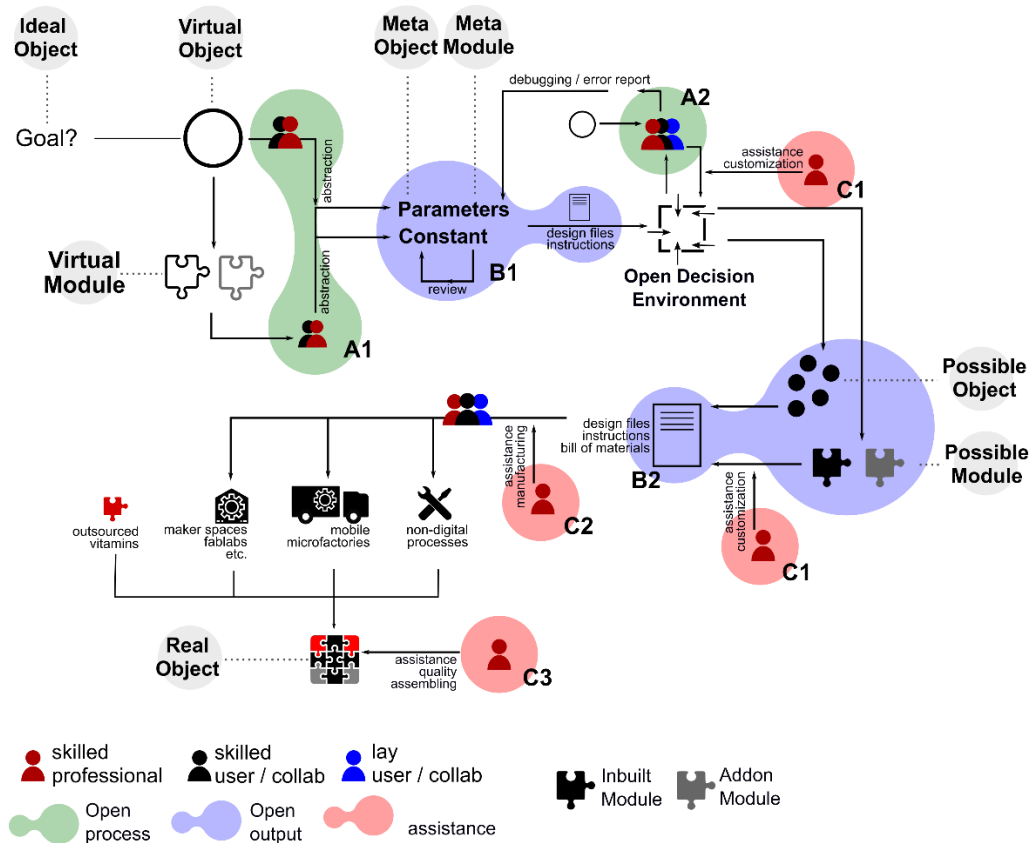 Ideal
Object
Virtual
Object
Meta
Object
Meta
Module
debugging / error report
A2
Goal?
abstraction
assistance
customization
C1
Parameters
Constant
review
B1
design files
instructions
Open Decision
Environment
Virtual
Module
abstraction
A1
Possible
Object
Possible
Module
design files
instructions
bill of materials
B2
assistance
customization
C1
assistance
manufacturing
C2
outsourced
vitamins
maker spaces
fablabs
etc.
mobile
microfactories
non-digital
processes
Real
Object
assistance
quality
assembling
C3
skilled
professional
skilled
user / collab
lay
user / collab
Inbuilt
Module
Addon
Module
Open
process
Open
output
assistance